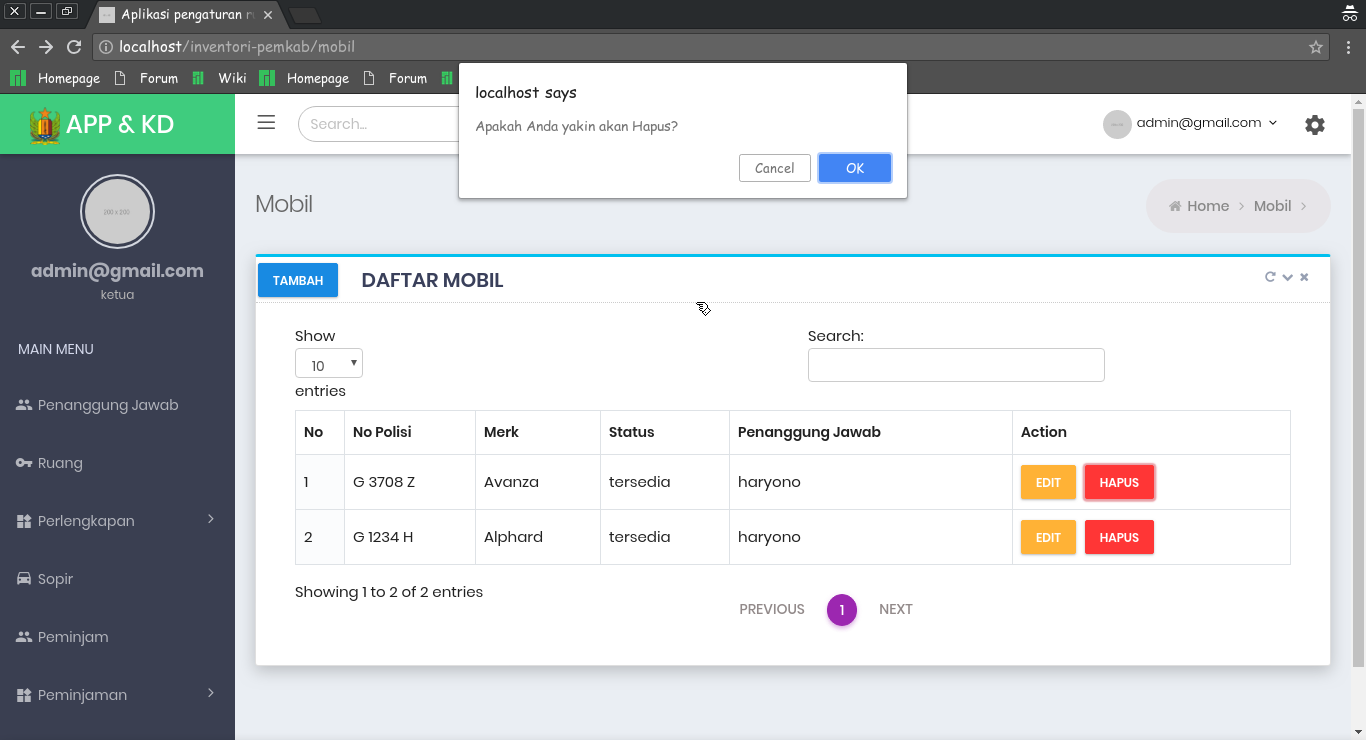 Aplikasi pengaturan r
localhost/inventori-pemkab/mobil
Homepage Forum Wiki Homepage Forum
localhost says
Apakah Anda yakin akan Hapus?
Cancel OK
APP & KD
Search...
admin@gmail.com
200 x 200
admin@gmail.com
ketua
MAIN MENU
Penanggung Jawab
Ruang
Perlengkapan
Sopir
Peminjam
Peminjaman
Mobil
Home > Mobil >
TAMBAH DAFTAR MOBIL
Show
10
entries
Search:
No No Polisi Merk Status Penanggung Jawab Action
1 G 3708 Z Avanza tersedia haryono EDIT HAPUS
2 G 1234 H Alphard tersedia haryono EDIT HAPUS
Showing 1 to 2 of 2 entries
PREVIOUS 1 NEXT